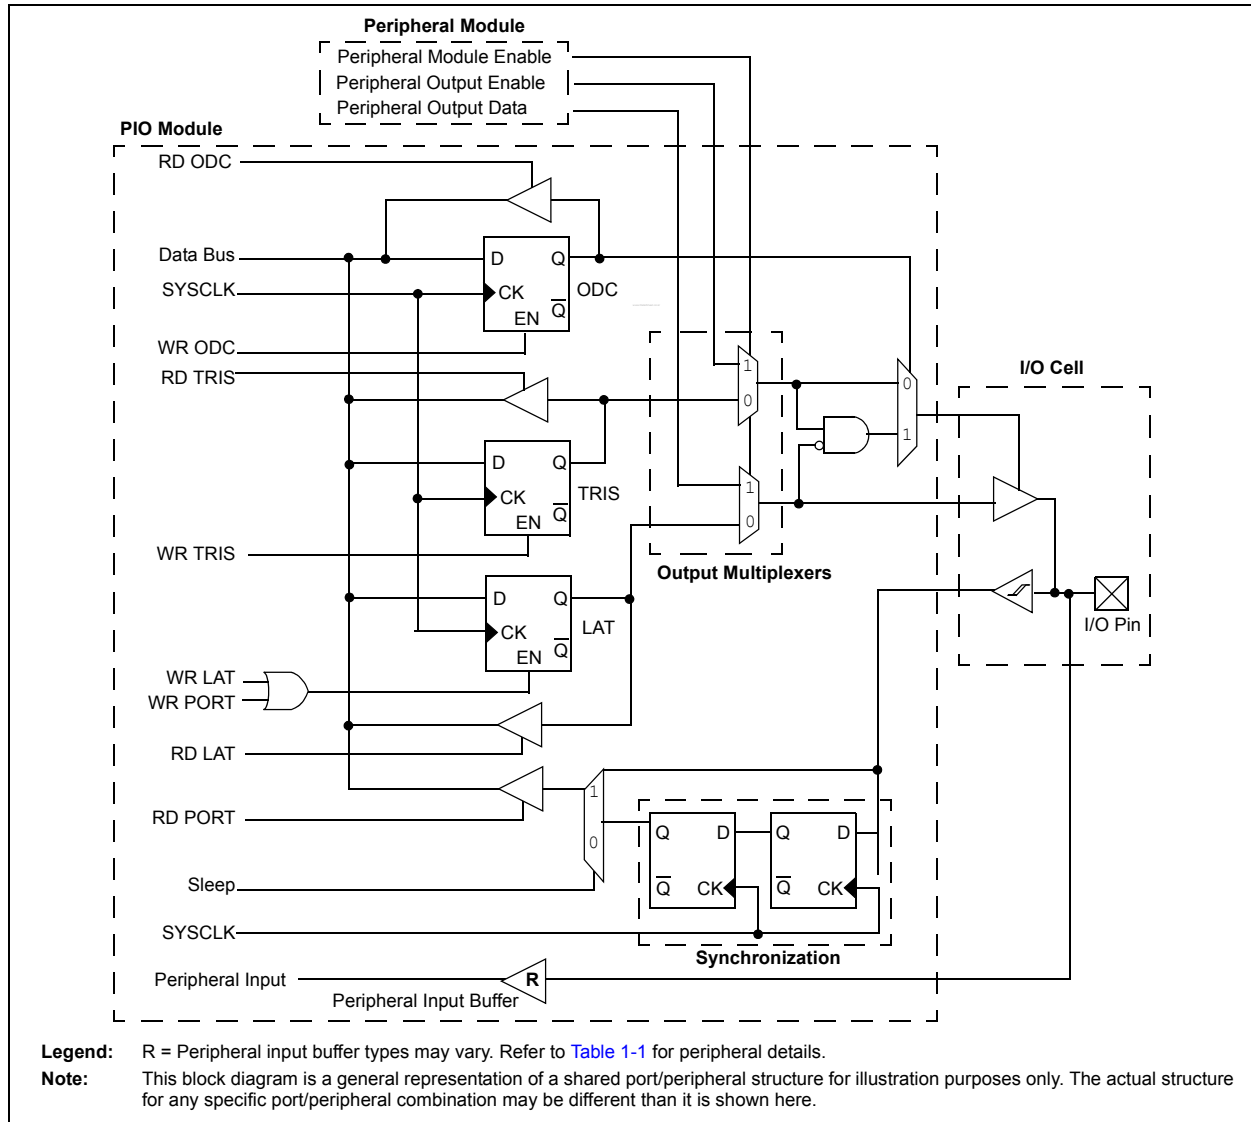 Peripheral Module
Peripheral Module Enable
Peripheral Output Enable
Peripheral Output Data
PIO Module
RD ODC
Data Bus
D Q
ODC
SYSCLK
CK
Q
EN
WR ODC
RD TRIS
1
0
0
1
I/O Cell
D Q
TRIS
CK
Q
EN
WR TRIS
1
0
Output Multiplexers
D Q
LAT
CK
Q
EN
I/O Pin
WR LAT
WR PORT
RD LAT
1
0
RD PORT
Q D
Q CK
Q D
Q CK
Sleep
SYSCLK
Synchronization
Peripheral Input
R
Peripheral Input Buffer
Legend: R = Peripheral input buffer types may vary. Refer to Table 1-1 for peripheral details.
Note: This block diagram is a general representation of a shared port/peripheral structure for illustration purposes only. The actual structure
for any specific port/peripheral combination may be different than it is shown here.